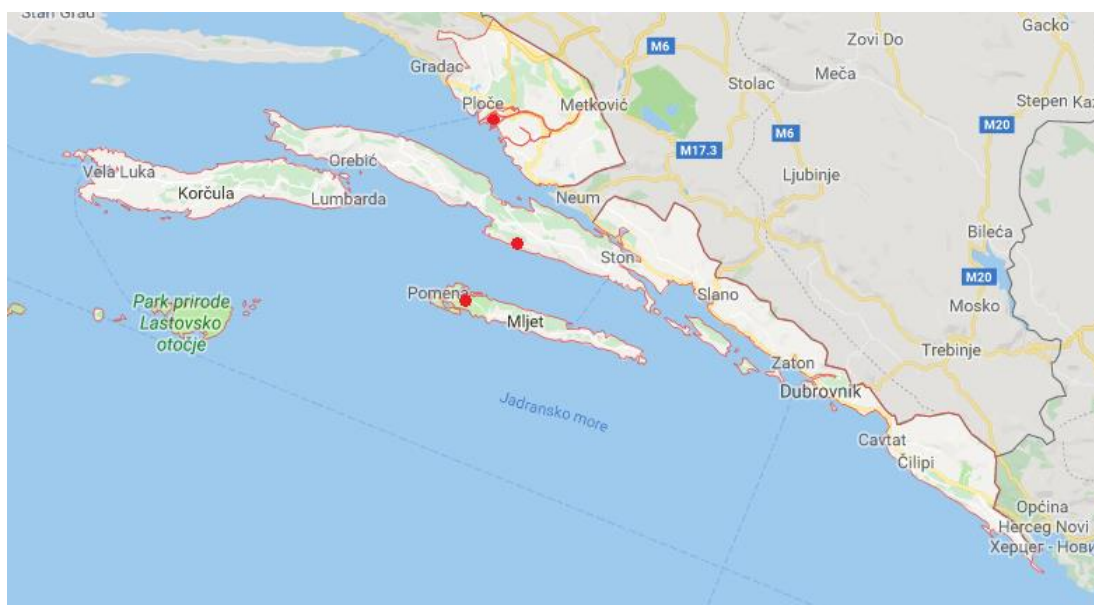 Stari Grad
Gacko
Zovi Do
M6
Gradac
Meča
Stolac
Ploče
Metković
Stepen Kaz
M6
M20
M17.3
Orebić
Vela Luka
Korčula
Lumbarda
Neum
Ljubinje
Bileća
Ston
M20
Pomena
Slano
Park prirode
Lastovsko
otočje
Mosko
Mljet
Trebinje
Zaton
Dubrovnik
Jadransko more
Cavtat
Čilipi
Općina
Herceg Novi
Херцег - Нови